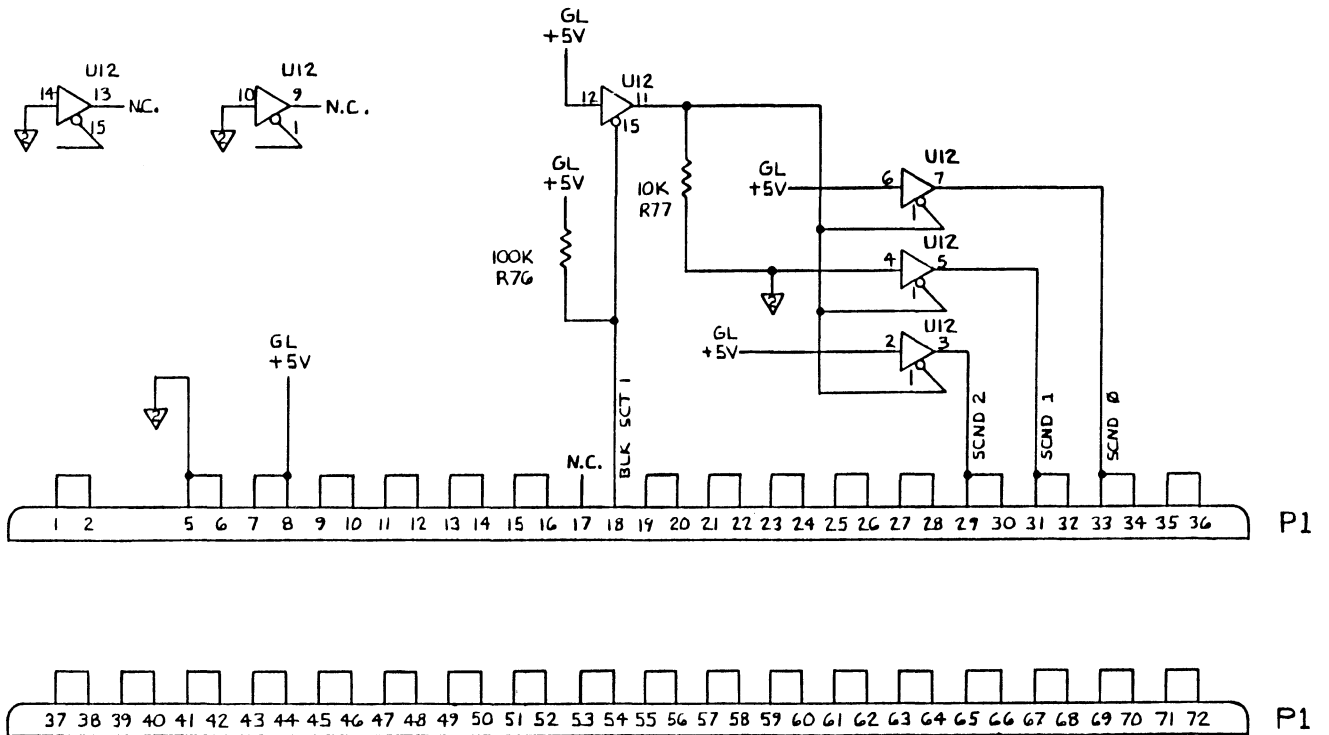 GL
+5V
U12
14 13 N.C.
15
2
U12
10 9 N.C.
1
2
U12
12 11
15
GL
+5V
100K
R76
10K
R77
GL
+5V
U12
6 7
1
U12
4 5
1
2
GL
+5V
U12
2 3
1
GL
+5V
2
N.C.
BLK SCT 1
SCND 2
SCND 1
SCND 0
1 2 5 6 7 8 9 10 11 12 13 14 15 16 17 18 19 20 21 22 23 24 25 26 27 28 29 30 31 32 33 34 35 36 P1
37 38 39 40 41 42 43 44 45 46 47 48 49 50 51 52 53 54 55 56 57 58 59 60 61 62 63 64 65 66 67 68 69 70 71 72 P1